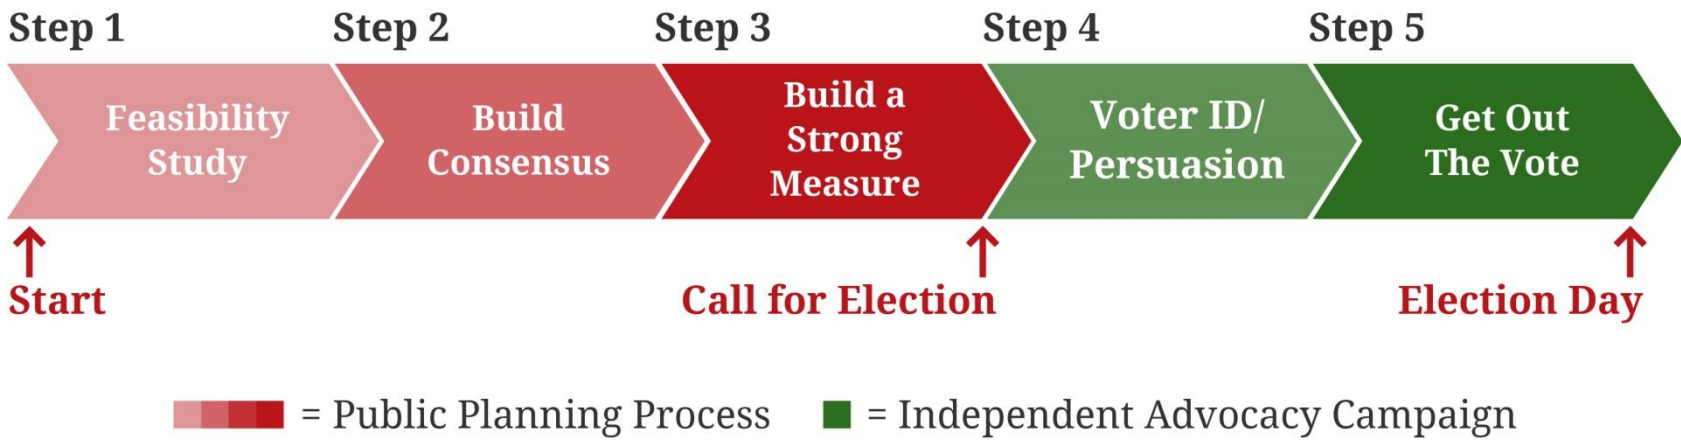 Step 1
Step 2
Step 3
Step 4
Step 5
Feasibility
Study
Build
Consensus
Build a
Strong
Measure
Voter ID/
Persuasion
Get Out
The Vote
Start
Call for Election
Election Day
= Public Planning Process
= Independent Advocacy Campaign